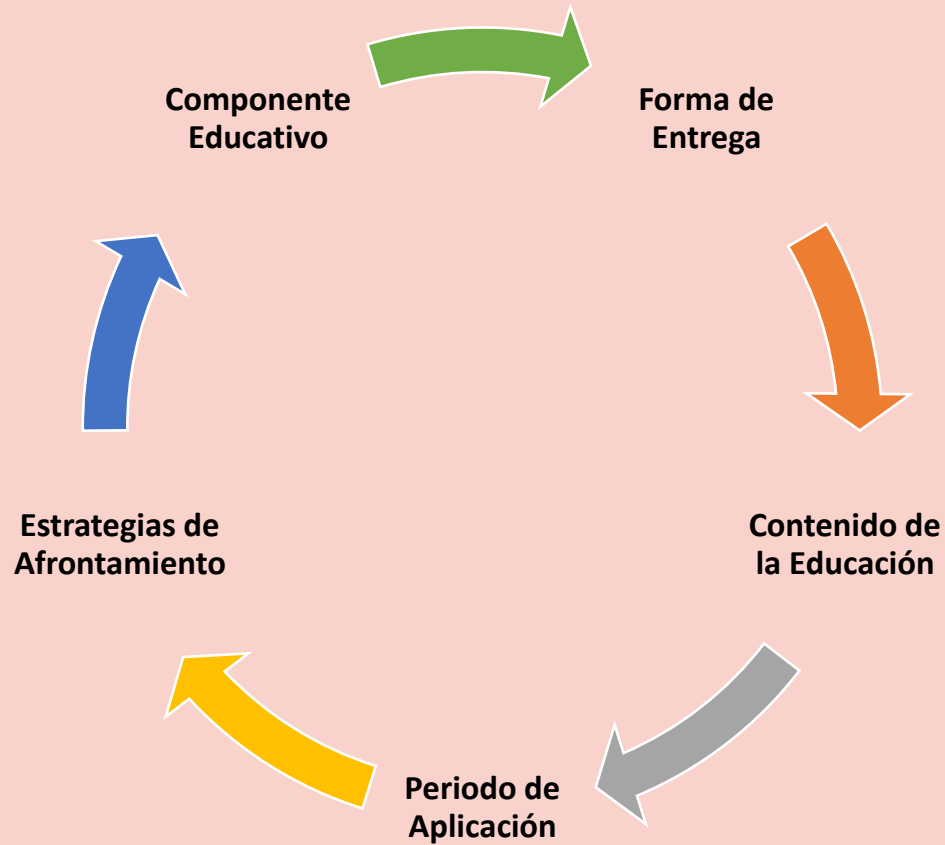 Componente
Educativo
Forma de
Entrega
Contenido de
la Educación
Periodo de
Aplicación
Estrategias de
Afrontamiento